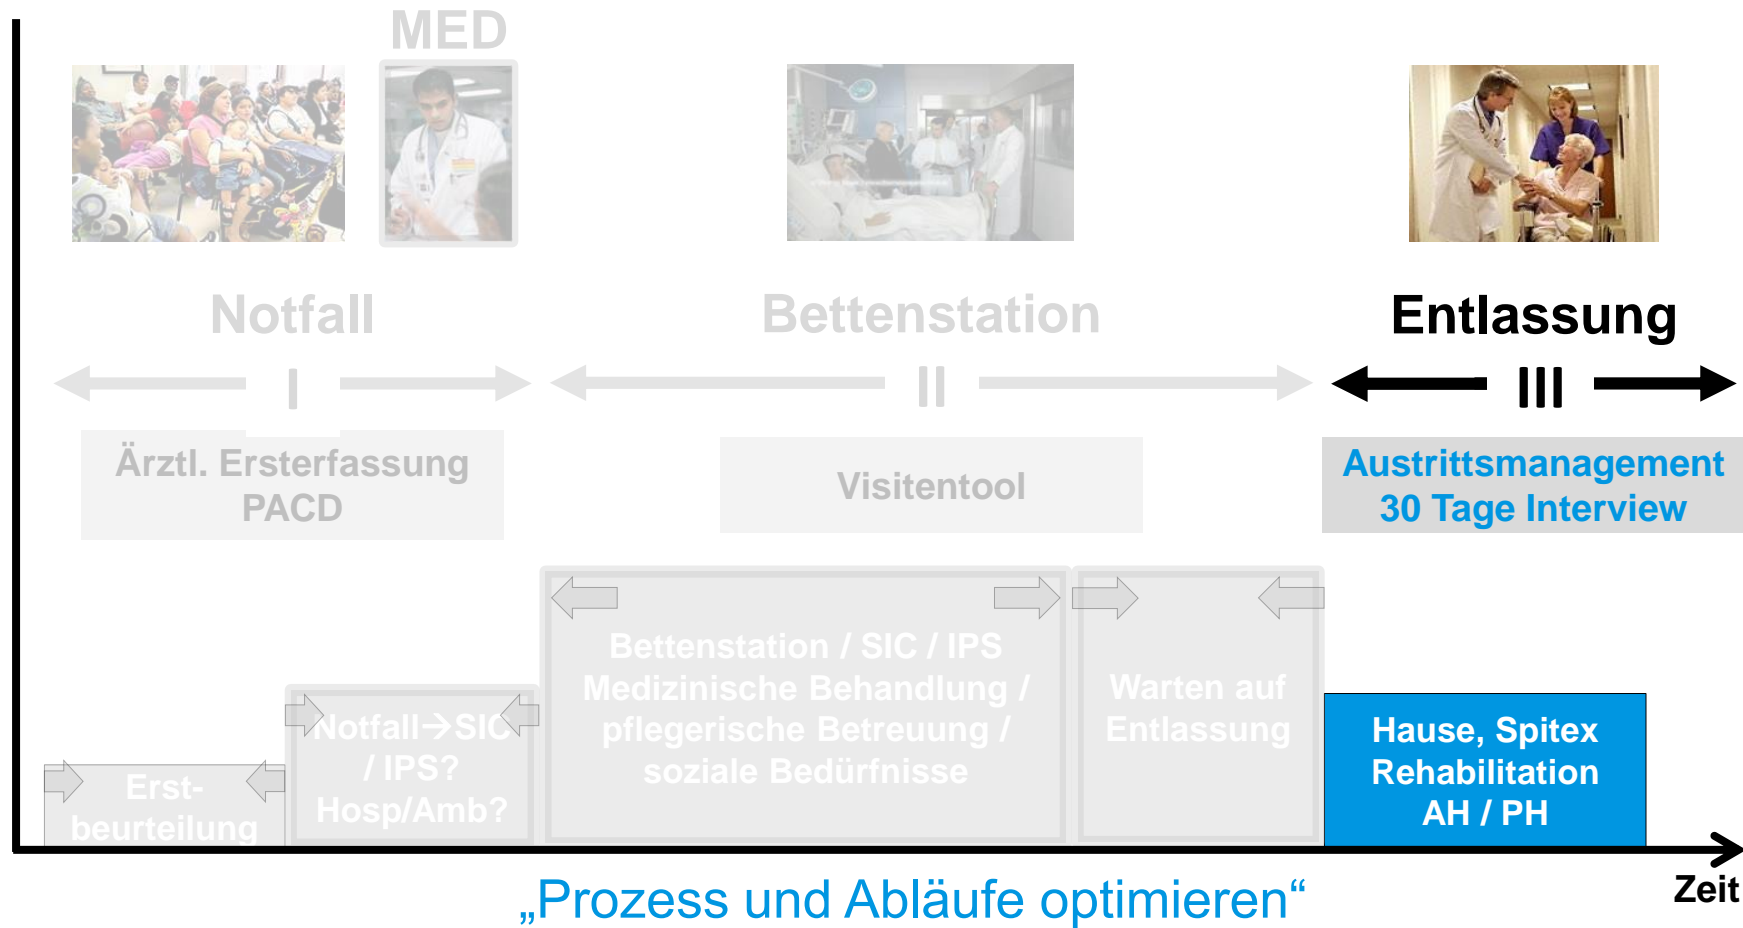 MED
Notfall
Bettenstation
Entlassung
I
II
III
Ärztl. Ersterfassung
PACD
Visitentool
Austrittsmanagement
30 Tage Interview
Erst-
beurteilung
Notfall→SIC
/ IPS?
Hosp/Amb?
Bettenstation / SIC / IPS
Medizinische Behandlung /
pflegerische Betreuung /
soziale Bedürfnisse
Warten auf
Entlassung
Hause, Spitex
Rehabilitation
AH / PH
Zeit
„Prozess und Abläufe optimieren“